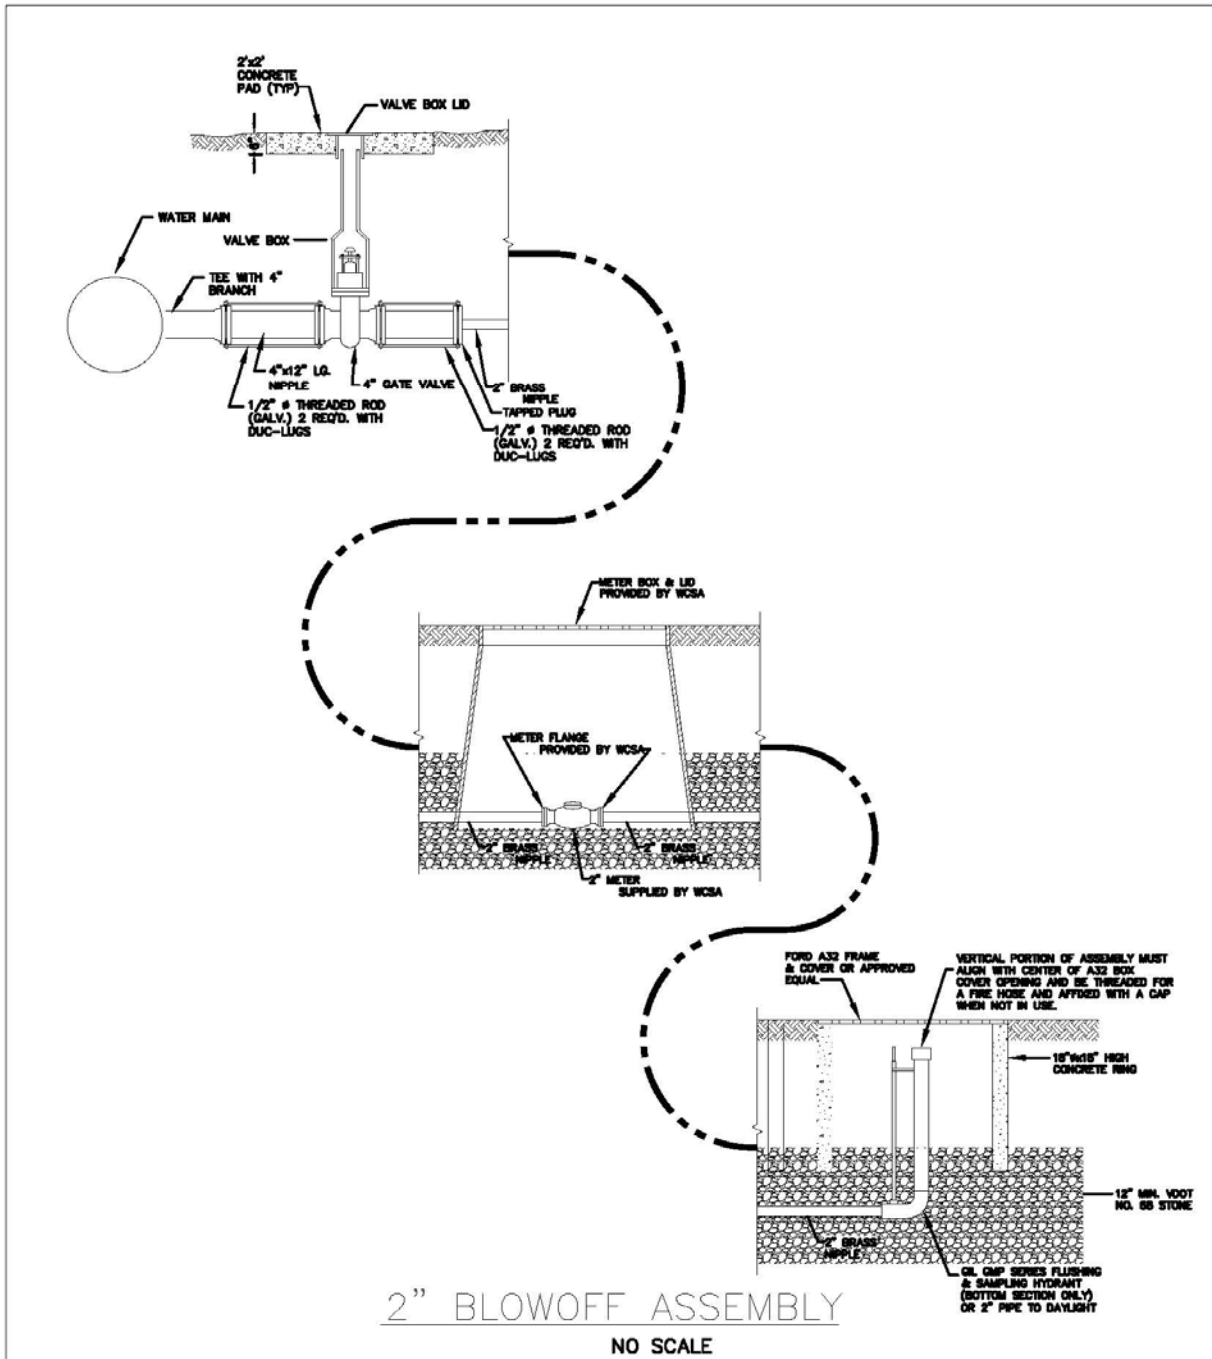 2'x2'
CONCRETE
PAD (TYP)
VALVE BOX LID
6"
WATER MAIN
VALVE BOX
TEE WITH 4"
BRANCH
4"x12" LG.
NIPPLE
4" GATE VALVE
2" BRASS
NIPPLE
TAPPED PLUG
1/2" ø THREADED ROD
(GALV.) 2 REQ'D. WITH
DUC-LUGS
1/2" ø THREADED ROD
(GALV.) 2 REQ'D. WITH
DUC-LUGS
METER BOX & LID
PROVIDED BY WCSA
METER FLANGE
PROVIDED BY WCSA
2" BRASS
NIPPLE
2" BRASS
NIPPLE
2" METER
SUPPLIED BY WCSA
FORD A32 FRAME
& COVER OR APPROVED
EQUAL
VERTICAL PORTION OF ASSEMBLY MUST
ALIGN WITH CENTER OF A32 BOX
COVER OPENING AND BE THREADED FOR
A FIRE HOSE AND AFFIXED WITH A CAP
WHEN NOT IN USE.
HIGH
CONCRETE RING
12" MIN. VDOT
NO. STONE
2" BRASS
NIPPLE
GIL GMP SERIES FLUSHING
& SAMPLING HYDRANT
(BOTTOM SECTION ONLY)
OR 2" PIPE TO DAYLIGHT
2" BLOWOFF ASSEMBLY
NO SCALE